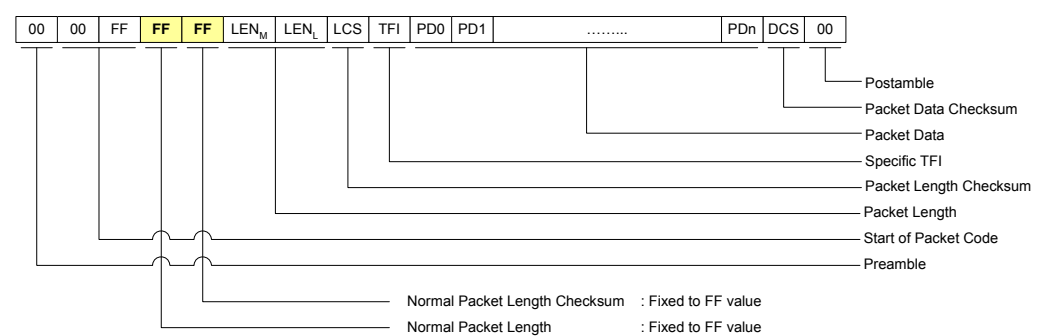 00 00 FF FF FF LENM LENL LCS TFI PD0 PD1 ……... PDn DCS 00
Postamble
Packet Data Checksum
Packet Data
Specific TFI
Packet Length Checksum
Packet Length
Start of Packet Code
Preamble
Normal Packet Length Checksum : Fixed to FF value
Normal Packet Length : Fixed to FF value